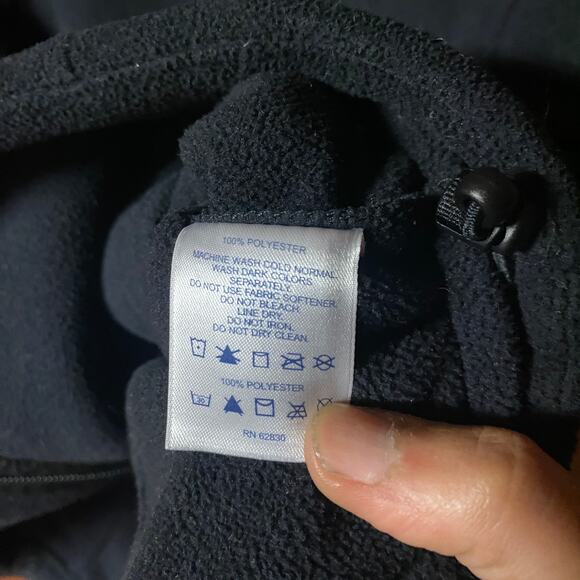 100% POLYESTER
MACHINE WASH COLD NORMAL.
WASH DARK COLORS
SEPARATELY.
DO NOT USE FABRIC SOFTENER.
DO NOT BLEACH.
LINE DRY.
DO NOT IRON.
DO NOT DRY CLEAN.
100% POLYESTER
30
RN 62830